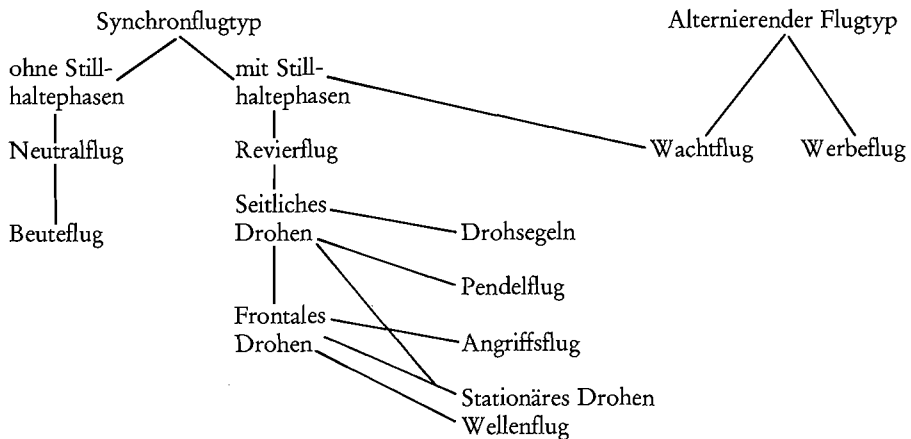 Synchronflugtyp
Alternierender Flugtyp
ohne Still-
haltephasen
mit Still-
haltephasen
Neutralflug
Revierflug
Wachtflug
Werbeflug
Seitliches
Drohen
Beuteflug
Drohsegeln
Pendelflug
Frontales
Drohen
Angriffsflug
Stationäres Drohen
Wellenflug